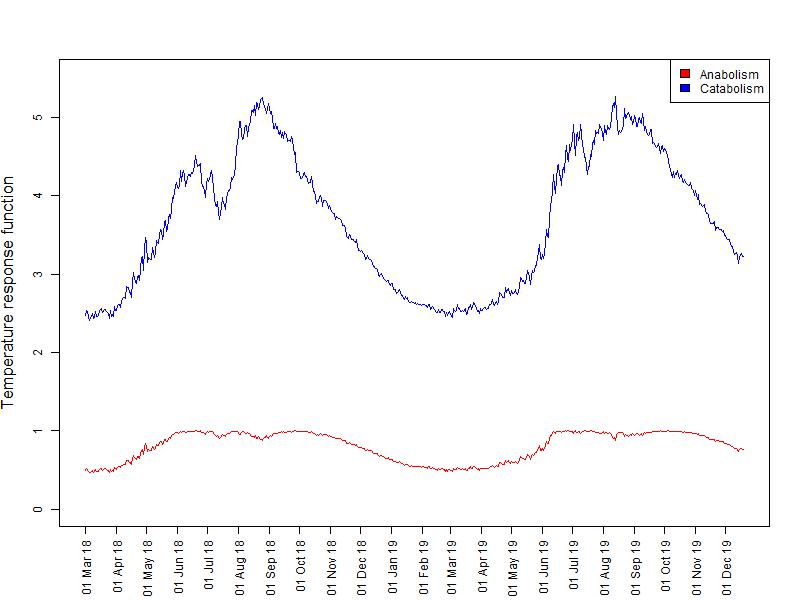 Anabolism
Catabolism
Temperature response function
5
4
3
2
1
0
01 Mar 18
01 Apr 18
01 May 18
01 Jun 18
01 Jul 18
01 Aug 18
01 Sep 18
01 Oct 18
01 Nov 18
01 Dec 18
01 Jan 19
01 Feb 19
01 Mar 19
01 Apr 19
01 May 19
01 Jun 19
01 Jul 19
01 Aug 19
01 Sep 19
01 Oct 19
01 Nov 19
01 Dec 19